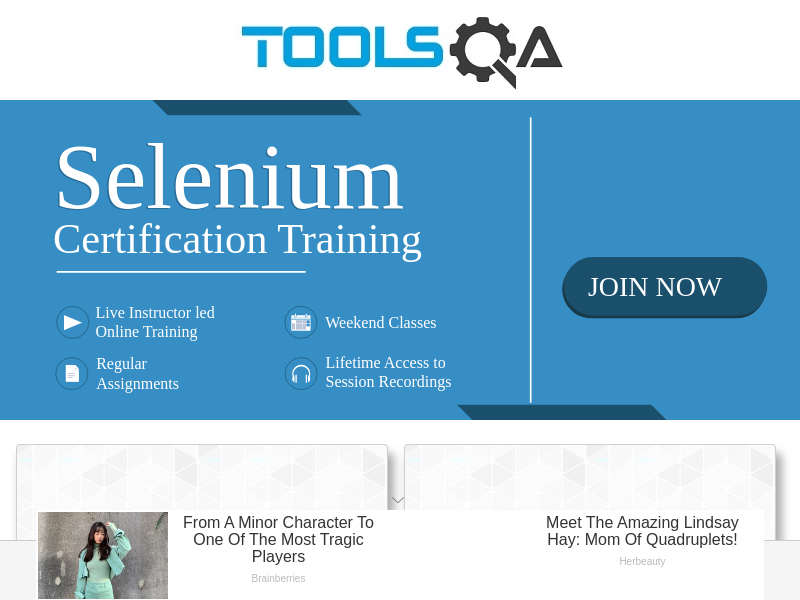 TOOLSQA
Selenium
Certification Training
JOIN NOW
Live Instructor led
Online Training
Weekend Classes
Regular
Assignments
Lifetime Access to
Session Recordings
From A Minor Character To
One Of The Most Tragic
Players
Brainberries
Meet The Amazing Lindsay
Hay: Mom Of Quadruplets!
Herbeauty